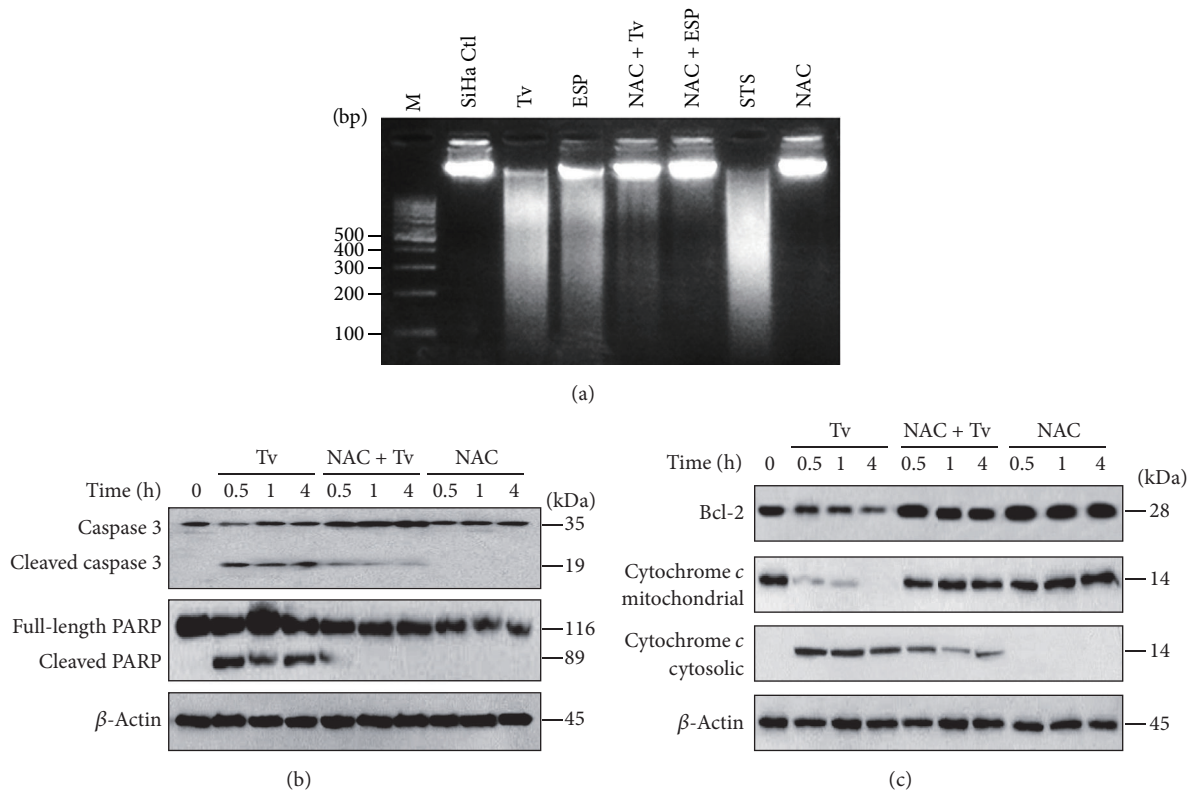 (bp)
M
SiHa Ctl
Tv
ESP
NAC + Tv
NAC + ESP
STS
NAC
500
400
300
200
100
(a)
Tv NAC + Tv NAC
Time (h) 0 0.5 1 4 0.5 1 4 0.5 1 4 (kDa)
Caspase 3 35
Cleaved caspase 3 19
Full-length PARP 116
Cleaved PARP 89
β-Actin 45
(b)
Tv NAC + Tv NAC
Time (h) 0 0.5 1 4 0.5 1 4 0.5 1 4 (kDa)
Bcl-2 28
Cytochrome c
mitochondrial
14
Cytochrome c
cytosolic
14
β-Actin 45
(c)